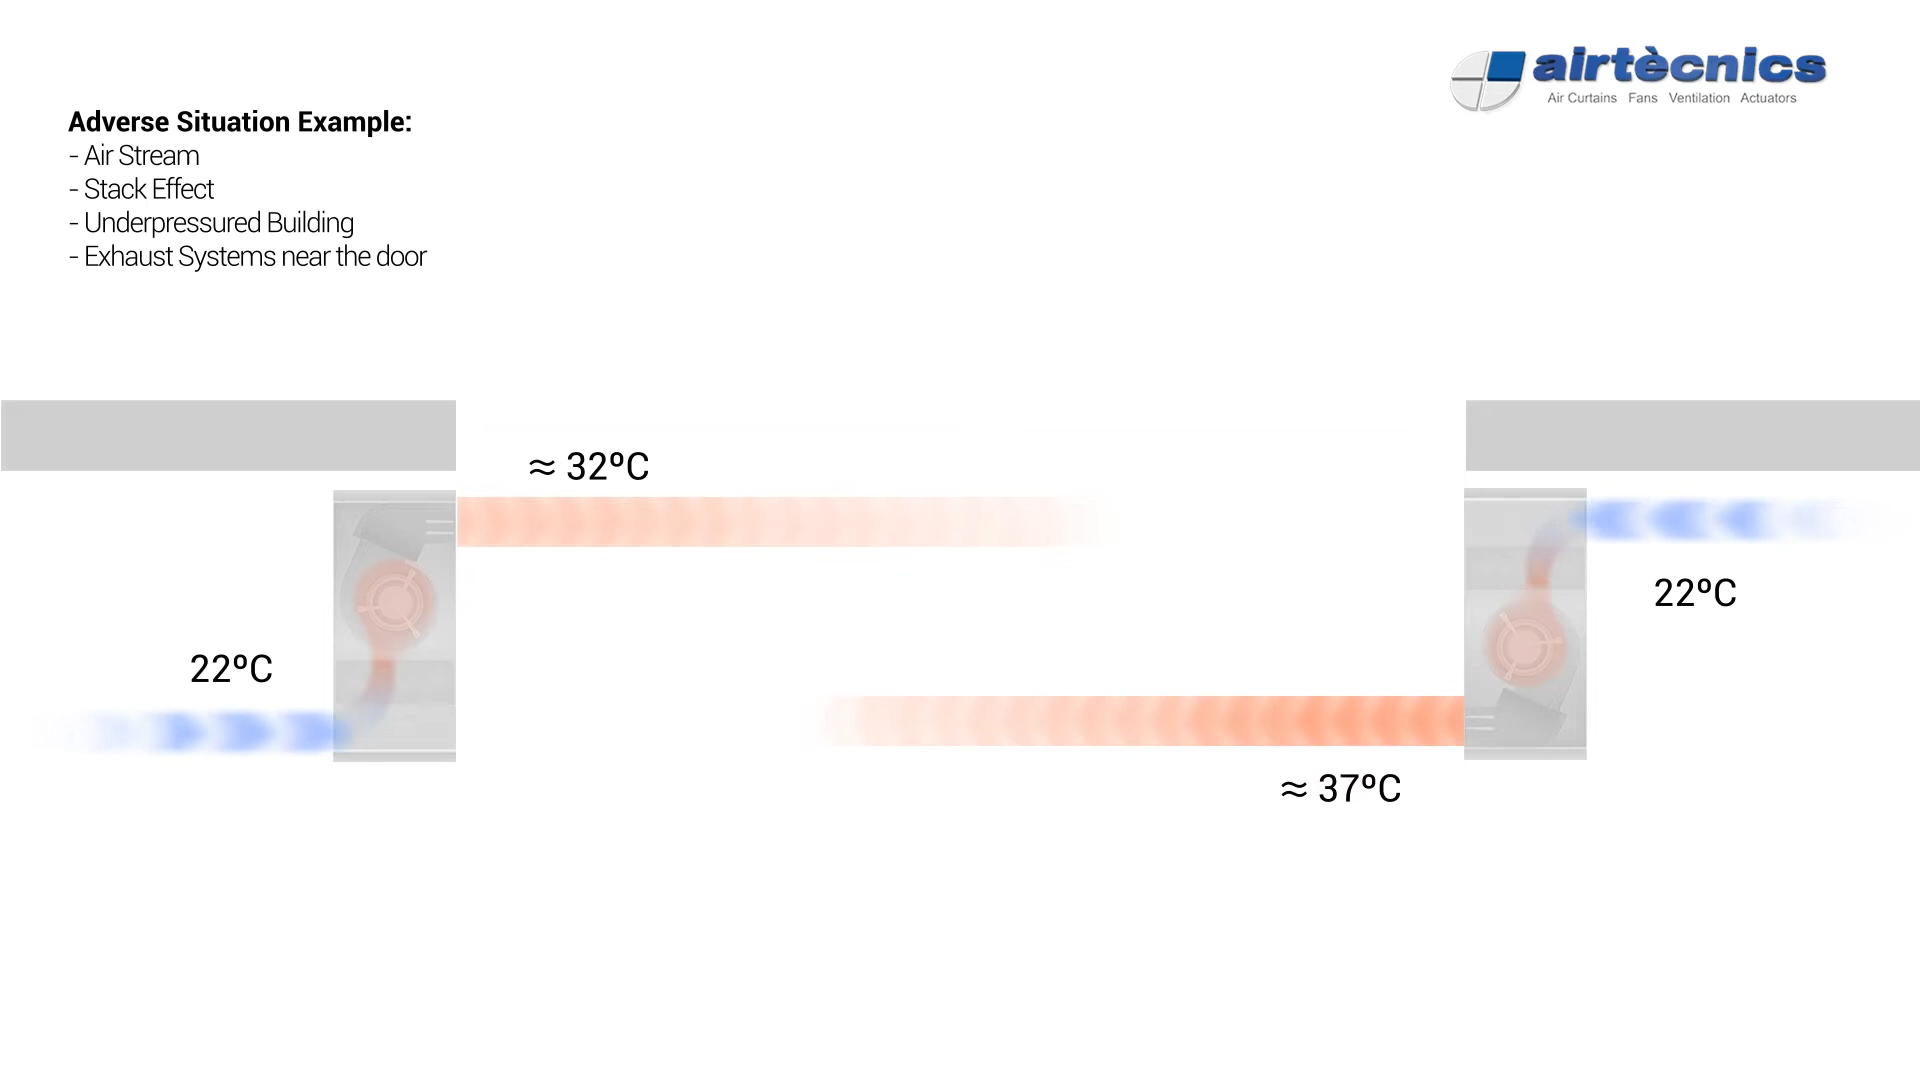 airtècnics
Air Curtains Fans Ventilation Actuators
Adverse Situation Example:
- Air Stream
- Stack Effect
- Underpressured Building
- Exhaust Systems near the door
≈ 32ºC
22ºC
22ºC
≈ 37ºC